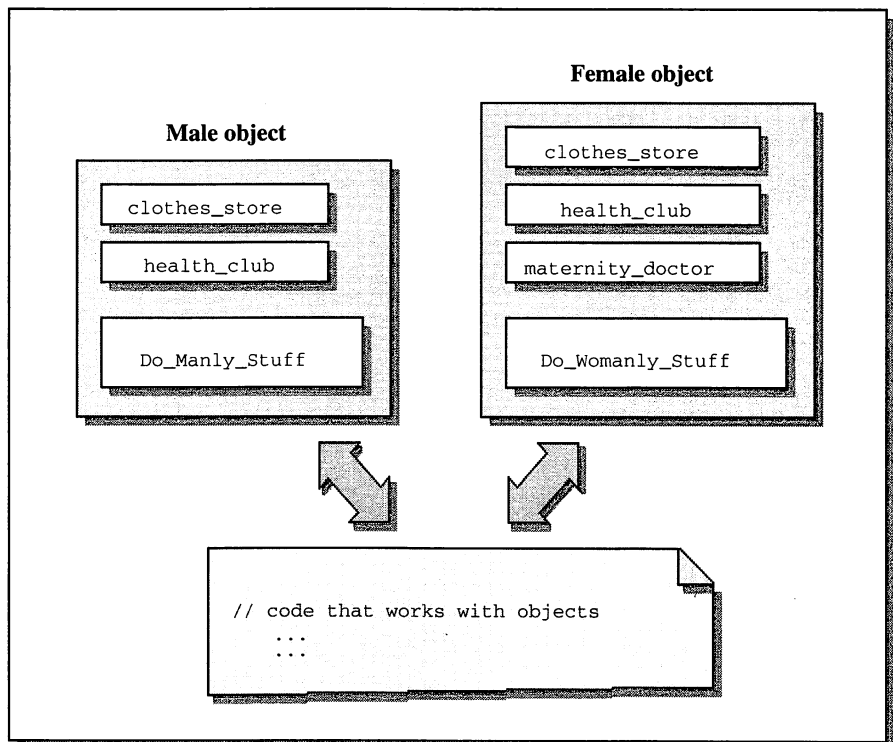 Male object
clothes_store
health_club
Do_Manly_Stuff
Female object
clothes_store
health_club
maternity_doctor
Do_Womanly_Stuff
// code that works with objects
...
...